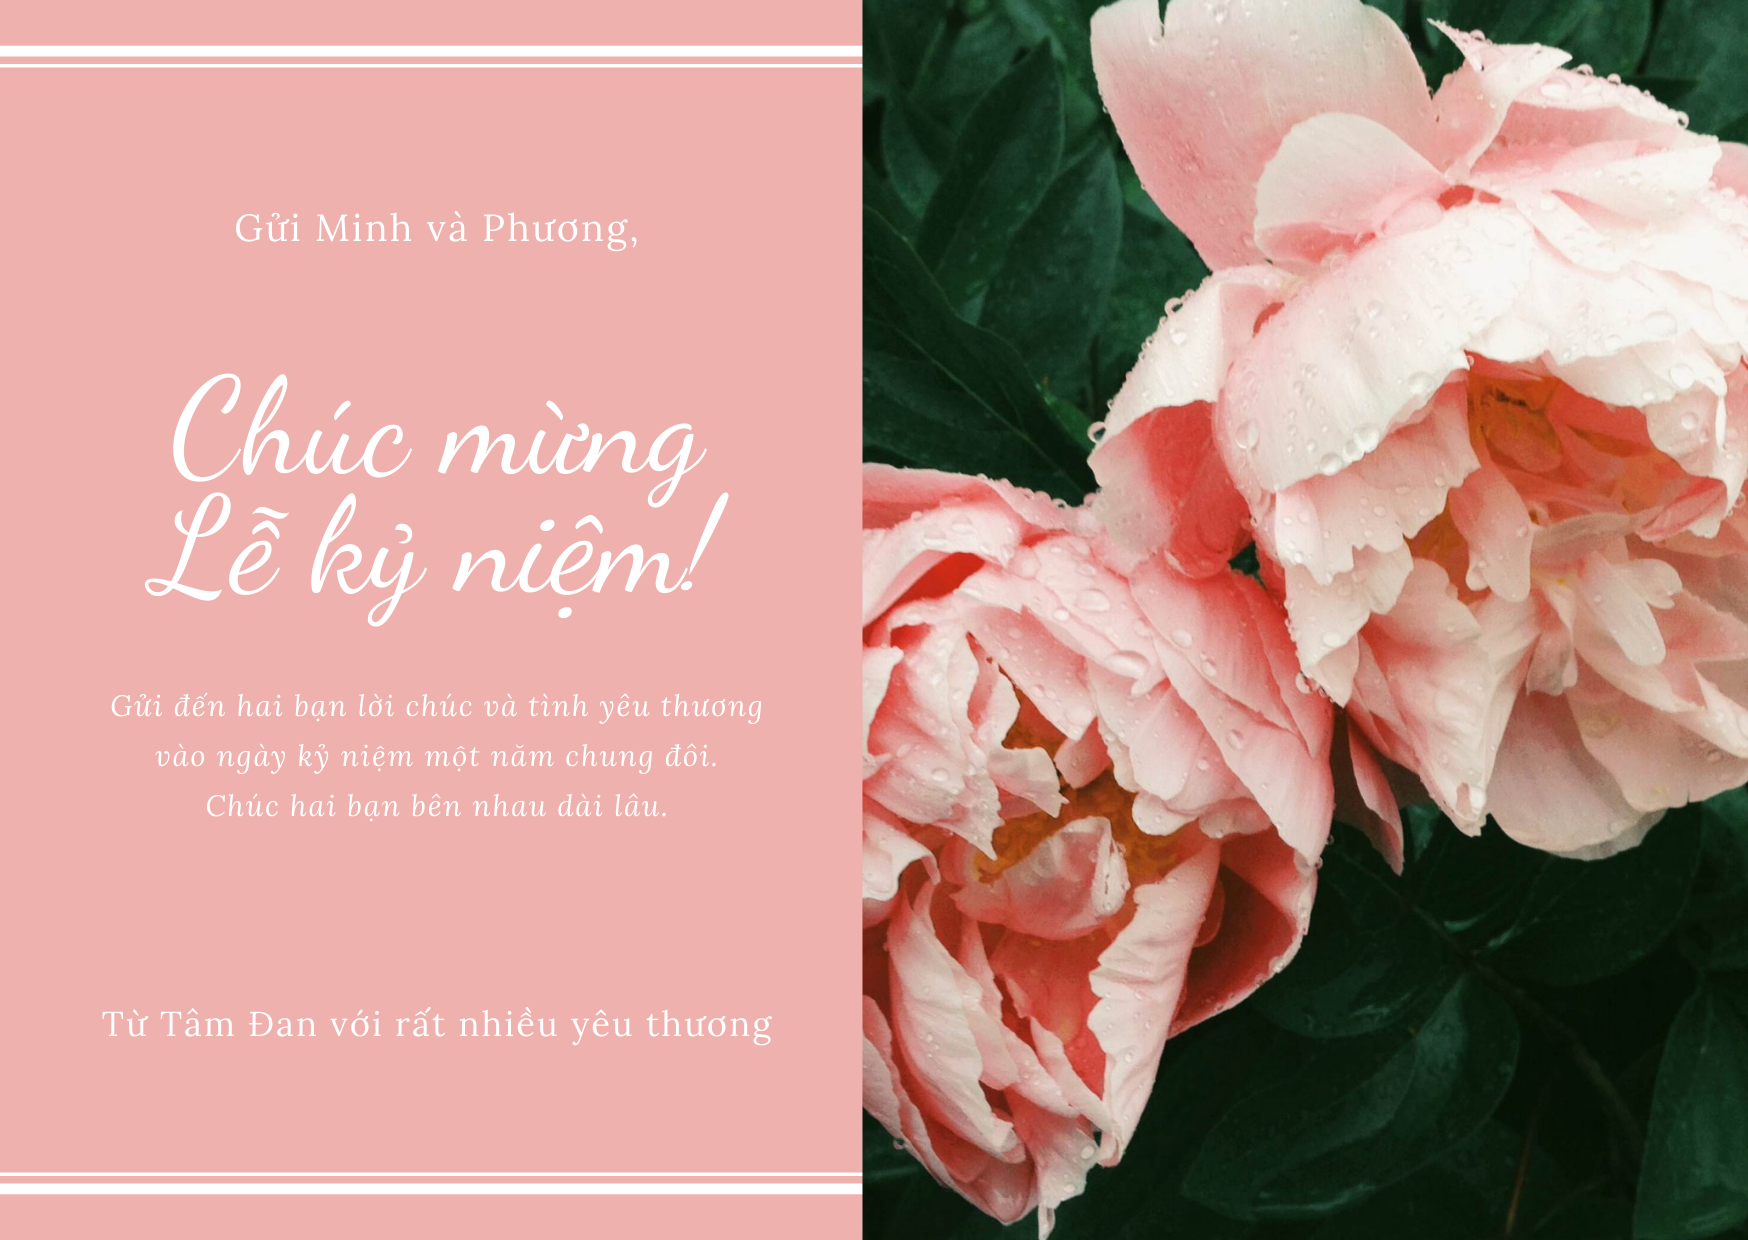 Gửi Minh và Phương,
Chúc mừng
Lễ kỷ niệm!
Gửi đến hai bạn lời chúc và tình yêu thương
vào ngày kỷ niệm một năm chung đôi.
Chúc hai bạn bên nhau dài lâu.
Từ Tâm Đan với rất nhiều yêu thương